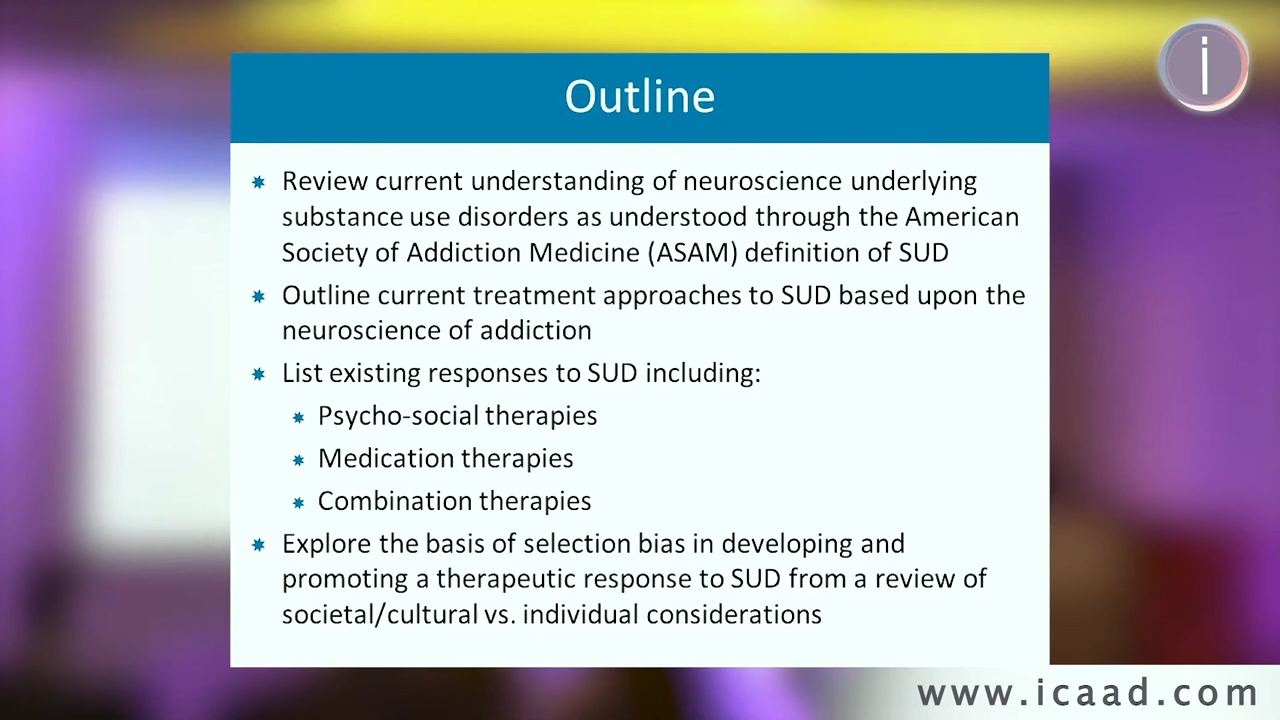 i
Outline
Review current understanding of neuroscience underlying
substance use disorders as understood through the American
Society of Addiction Medicine (ASAM) definition of SUD
Outline current treatment approaches to SUD based upon the
neuroscience of addiction
List existing responses to SUD including:
Psycho-social therapies
Medication therapies
Combination therapies
Explore the basis of selection bias in developing and
promoting a therapeutic response to SUD from a review of
societal/cultural vs. individual considerations
www.icaad.com